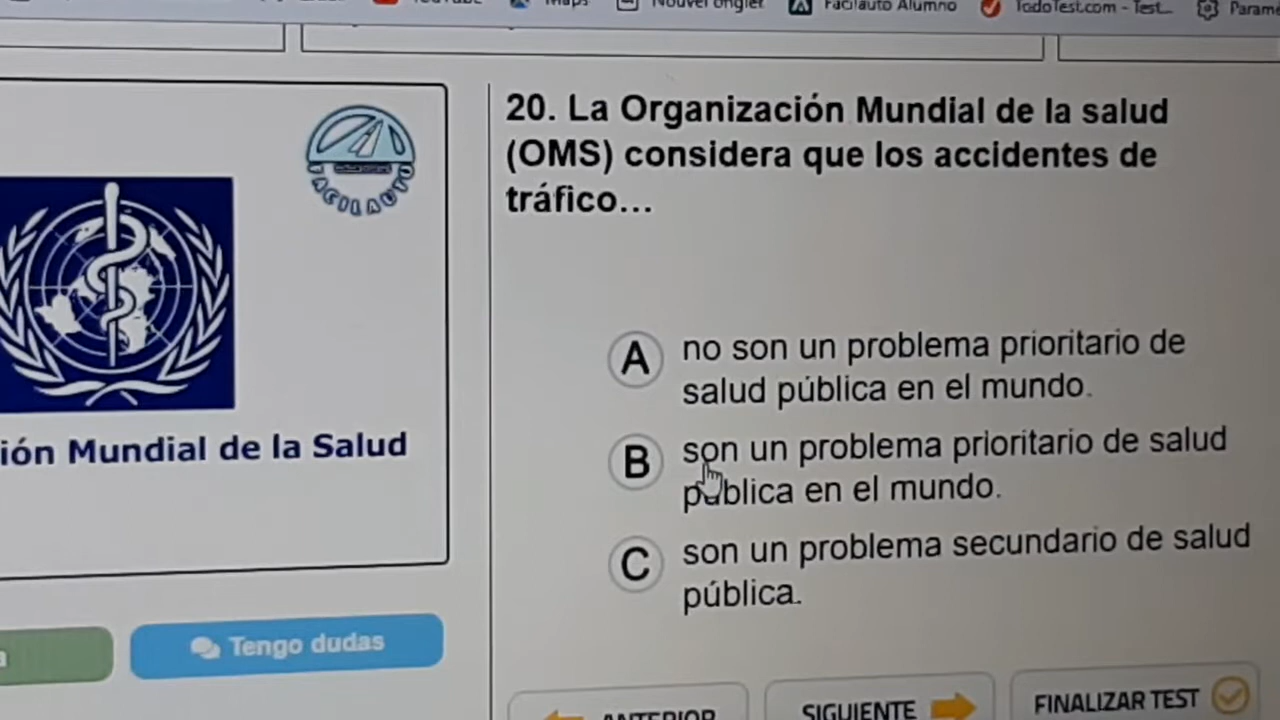 Nouvel onglet
Facilauto Alumno
TodoTest.com - Test...
20. La Organización Mundial de la salud
(OMS) considera que los accidentes de
tráfico...
FACILAUTO
A no son un problema prioritario de
salud pública en el mundo.
B son un problema prioritario de salud
pública en el mundo.
C son un problema secundario de salud
pública.
ión Mundial de la Salud
Tengo dudas
ANTERIOR
SIGUIENTE
FINALIZAR TEST